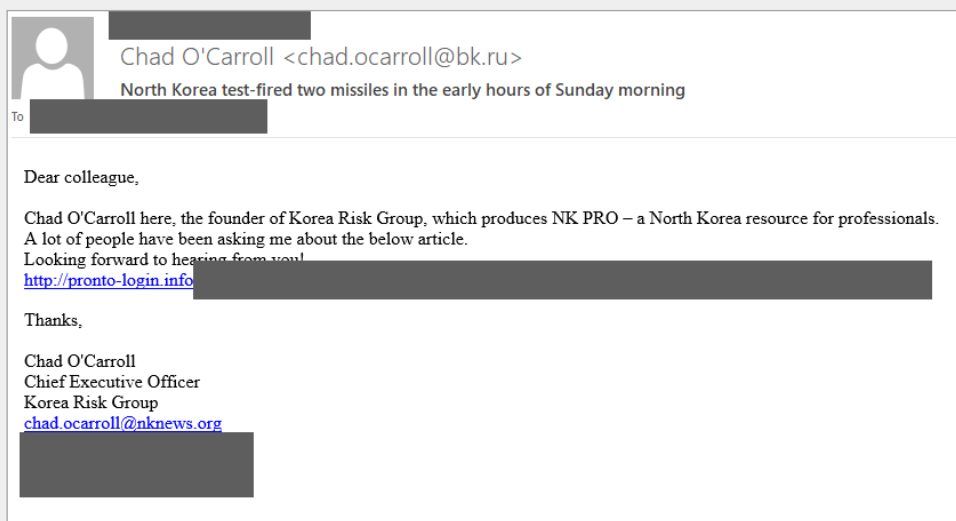 Chad O'Carroll <chad.ocarroll@bk.ru>
North Korea test-fired two missiles in the early hours of Sunday morning
To
Dear colleague,
Chad O'Carroll here, the founder of Korea Risk Group, which produces NK PRO – a North Korea resource for professionals.
A lot of people have been asking me about the below article.
Looking forward to hearing from you!
http://pronto-login.info
Thanks,
Chad O'Carroll
Chief Executive Officer
Korea Risk Group
chad.ocarroll@nknews.org